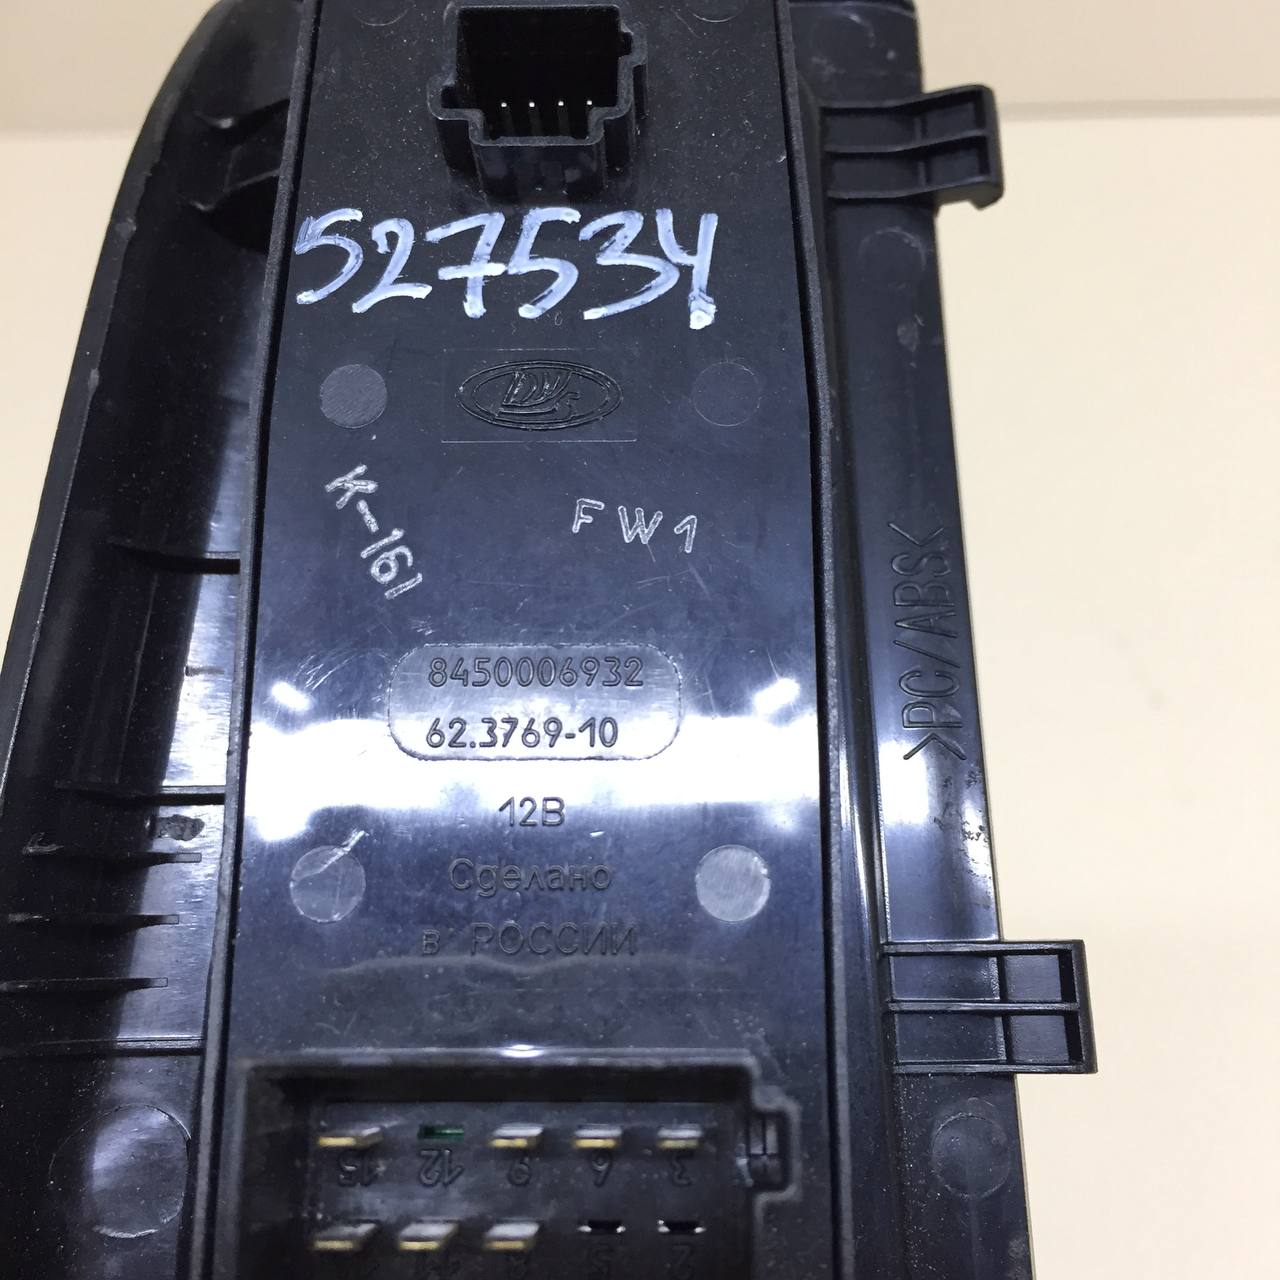 527534
К-161
FW1
>PC/ABS<
8450006932
62.3769-10
12В
Сделано
в РОССИИ
15 12 9 6 3